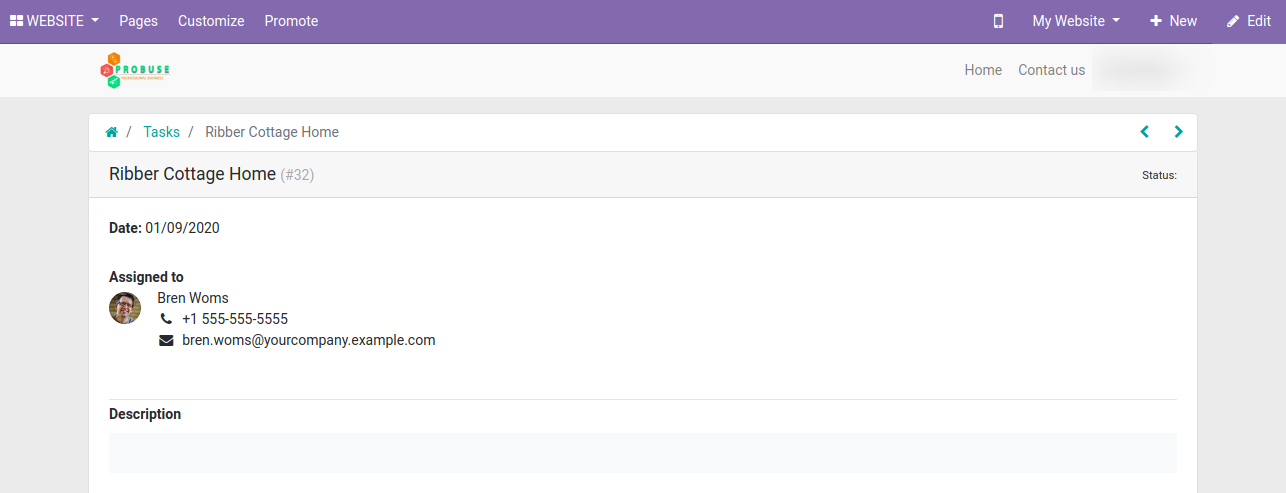 WEBSITE Pages Customize Promote My Website New Edit
PROBUSE Home Contact us
/ Tasks / Ribber Cottage Home
Ribber Cottage Home (#32) Status:
Date: 01/09/2020
Assigned to
Bren Woms
+1 555-555-5555
bren.woms@yourcompany.example.com
Description